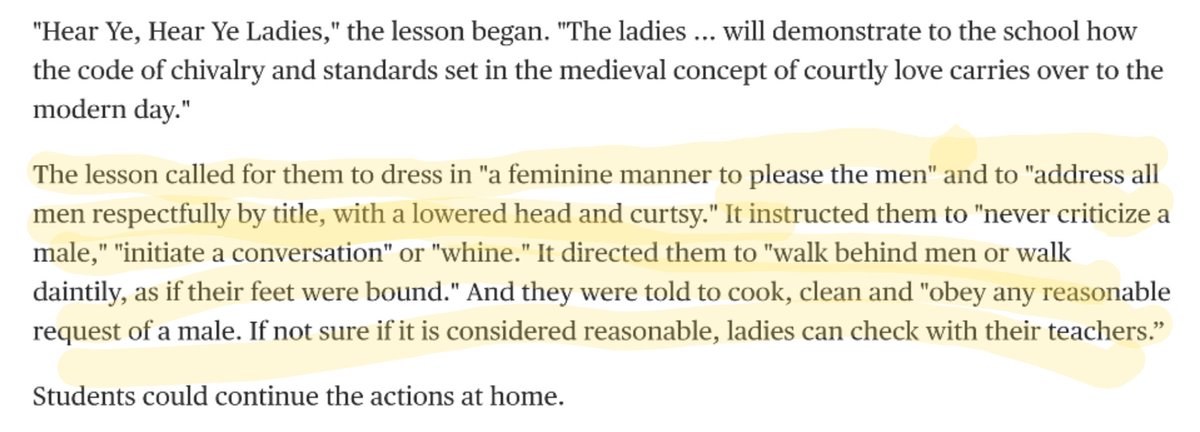 "Hear Ye, Hear Ye Ladies," the lesson began. "The ladies ... will demonstrate to the school how
the code of chivalry and standards set in the medieval concept of courtly love carries over to the
modern day."
The lesson called for them to dress in "a feminine manner to please the men" and to "address all
men respectfully by title, with a lowered head and curtsy." It instructed them to "never criticize a
male," "initiate a conversation" or "whine." It directed them to "walk behind men or walk
daintily, as if their feet were bound." And they were told to cook, clean and "obey any reasonable
request of a male. If not sure if it is considered reasonable, ladies can check with their teachers.”
Students could continue the actions at home.